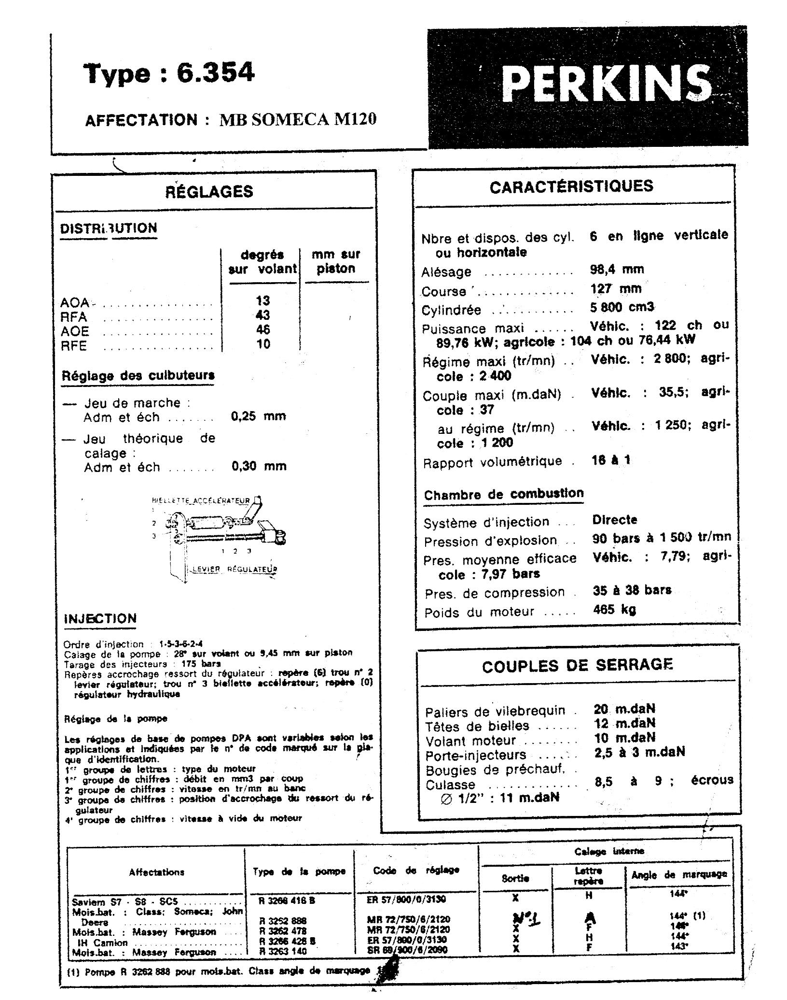 Type : 6.354
PERKINS
AFFECTATION : MB SOMECA M120
RÉGLAGES
DISTRIBUTION
degrés sur volant
mm sur piston
AOA ................ 13
RFA ................ 43
AOE ................ 46
RFE ................ 10
Réglage des culbuteurs
— Jeu de marche :
Adm et éch ....... 0,25 mm
— Jeu théorique de
calage :
Adm et éch ....... 0,30 mm
BIELLETTE ACCÉLÉRATEUR
1
2
3
1 2 3
LEVIER RÉGULATEUR
INJECTION
Ordre d'injection : 1-5-3-6-2-4
Calage de la pompe : 28° sur volant ou 9,45 mm sur piston
Tarage des injecteurs : 175 bars
Repères accrochage ressort du régulateur : repère (6) trou n° 2
levier régulateur; trou n° 3 biellette accélérateur; repère (0)
régulateur hydraulique
Réglage de la pompe
Les réglages de base de pompes DPA sont variables selon les
applications et indiquées par le n° de code marqué sur la pla-
que d'identification.
1er groupe de lettres : type du moteur
1er groupe de chiffres : débit en mm3 par coup
2e groupe de chiffres : vitesse en tr/mn au banc
3e groupe de chiffres : position d'accrochage du ressort du ré-
gulateur
4e groupe de chiffres : vitesse à vide du moteur
CARACTÉRISTIQUES
Nbre et dispos. des cyl. 6 en ligne verticale
ou horizontale
Alésage ............. 98,4 mm
Course .............. 127 mm
Cylindrée ............ 5 800 cm3
Puissance maxi ...... Véhic. : 122 ch ou
89,76 kW; agricole : 104 ch ou 76,44 kW
Régime maxi (tr/mn) .. Véhic. : 2 800; agri-
cole : 2 400
Couple maxi (m.daN) . Véhic. : 35,5; agri-
cole : 37
au régime (tr/mn) .. Véhic. : 1 250; agri-
cole : 1 200
Rapport volumétrique . 16 à 1
Chambre de combustion
Système d'injection ... Directe
Pression d'explosion .. 90 bars à 1 500 tr/mn
Pres. moyenne efficace Véhic. : 7,79; agri-
cole : 7,97 bars
Pres. de compression . 35 à 38 bars
Poids du moteur ..... 465 kg
COUPLES DE SERRAGE
Paliers de vilebrequin . 20 m.daN
Têtes de bielles ...... 12 m.daN
Volant moteur ........ 10 m.daN
Porte-injecteurs ...... 2,5 à 3 m.daN
Bougies de préchauf. .
Culasse ............. 8,5 à 9 ; écrous
Ø 1/2" : 11 m.daN
Calage interne
Affectations Type de la pompe Code de réglage Sortie Lettre repère Angle de marquage
Saviem S7 - S8 - SC5 ............ R 3266 416 B ER 57/800/0/3130 X H 144°
Mois.bat. : Class; Someca; John
Deere ....................... R 3262 888 MR 72/750/6/2120 N°1 A 144° (1)
Mois.bat. : Massey Ferguson .... R 3262 478 MR 72/750/6/2120 X F
IH Camion ....................... R 3266 426 B ER 57/800/0/3130 X H 144°
Mois.bat. : Massey Ferguson .... R 3263 140 SR 69/900/6/2090 X F 143°
(1) Pompe R 3262 888 pour mois.bat. Class angle de marquage